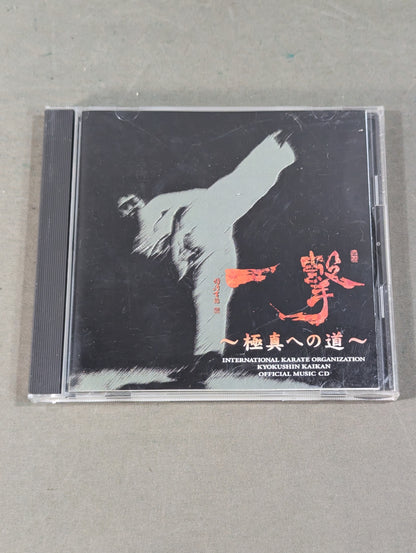 一撃
～極真への道～
INTERNATIONAL KARATE ORGANIZATION
KYOKUSHIN KAIKAN
OFFICIAL MUSIC CD